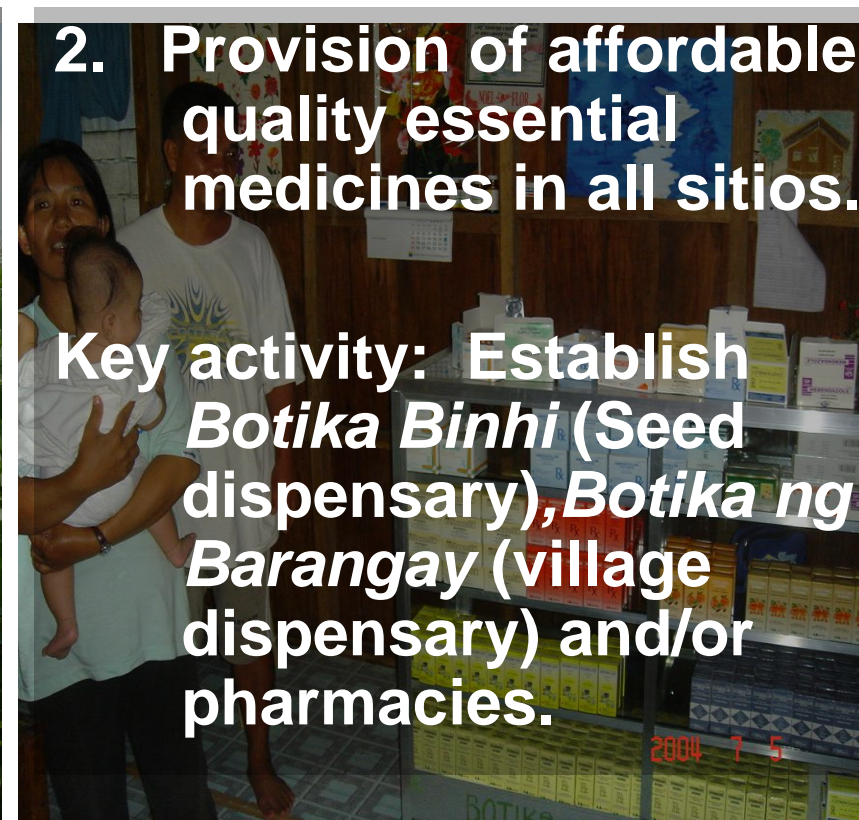 2. Provision of affordable
quality essential
medicines in all sitios.
Key activity: Establish
Botika Binhi (Seed
dispensary),Botika ng
Barangay (village
dispensary) and/or
pharmacies.
2004 7 5
BOTIKA